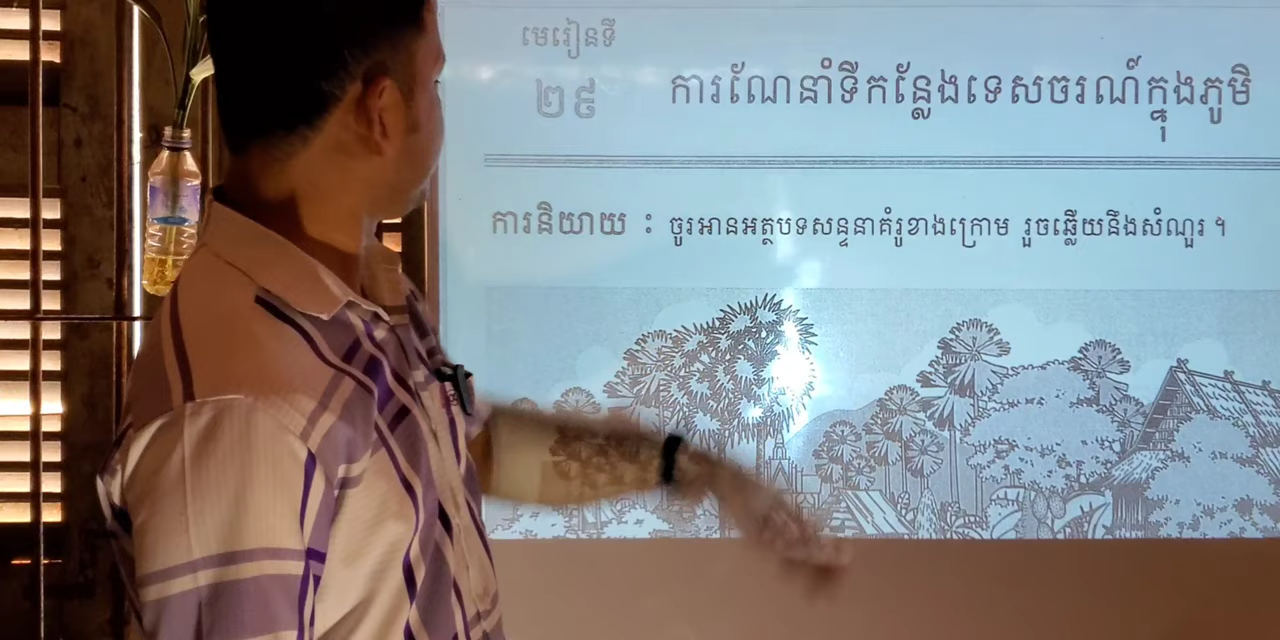 មេរៀនទី
២៩
ការណែនាំទីកន្លែងទេសចរណ៍ក្នុងភូមិ
ការនិយាយ ៖ ចូរអានអត្ថបទសន្ទនាគំរូខាងក្រោម រួចឆ្លើយនឹងសំណួរ ។